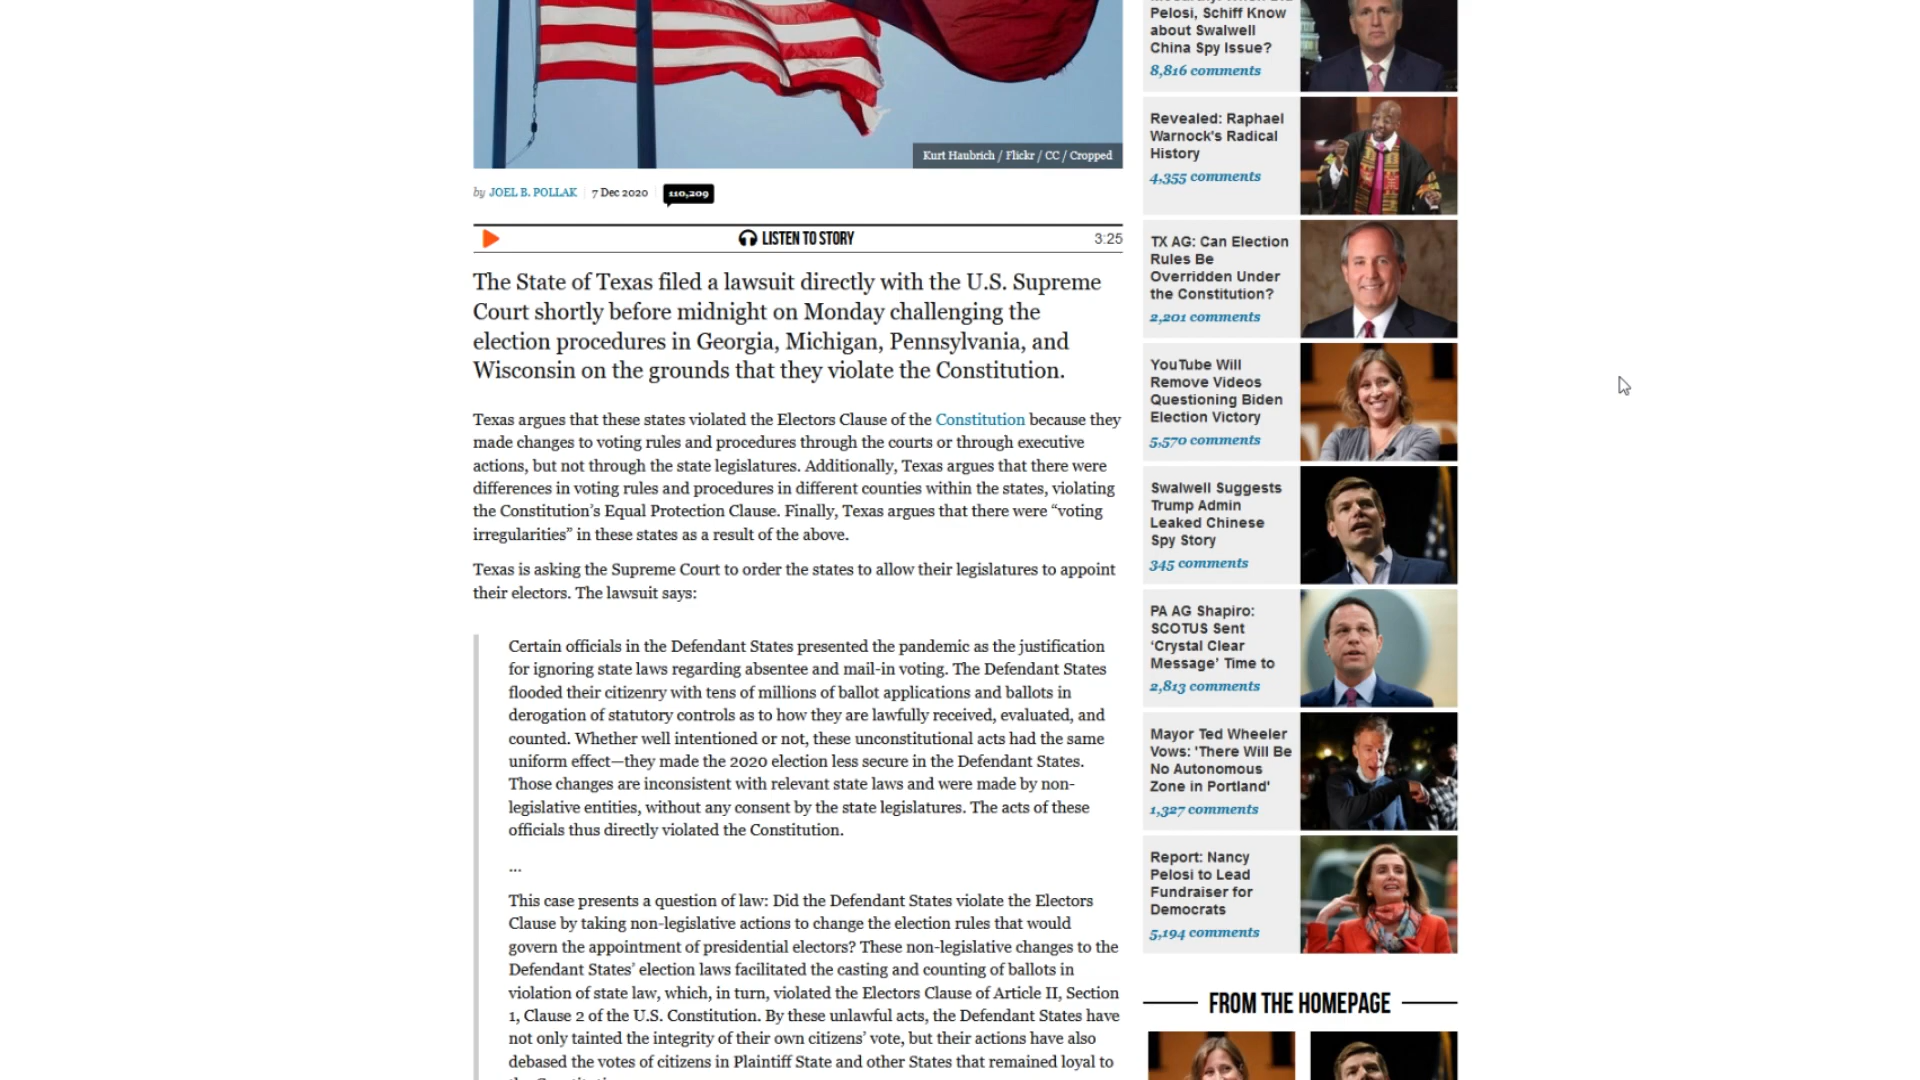 Kurt Haubrich / Flickr / CC / Cropped
by JOEL B. POLLAK 7 Dec 2020 110,209
LISTEN TO STORY 3:25
The State of Texas filed a lawsuit directly with the U.S. Supreme
Court shortly before midnight on Monday challenging the
election procedures in Georgia, Michigan, Pennsylvania, and
Wisconsin on the grounds that they violate the Constitution.
Texas argues that these states violated the Electors Clause of the Constitution because they
made changes to voting rules and procedures through the courts or through executive
actions, but not through the state legislatures. Additionally, Texas argues that there were
differences in voting rules and procedures in different counties within the states, violating
the Constitution’s Equal Protection Clause. Finally, Texas argues that there were “voting
irregularities” in these states as a result of the above.
Texas is asking the Supreme Court to order the states to allow their legislatures to appoint
their electors. The lawsuit says:
Certain officials in the Defendant States presented the pandemic as the justification
for ignoring state laws regarding absentee and mail-in voting. The Defendant States
flooded their citizenry with tens of millions of ballot applications and ballots in
derogation of statutory controls as to how they are lawfully received, evaluated, and
counted. Whether well intentioned or not, these unconstitutional acts had the same
uniform effect—they made the 2020 election less secure in the Defendant States.
Those changes are inconsistent with relevant state laws and were made by non-
legislative entities, without any consent by the state legislatures. The acts of these
officials thus directly violated the Constitution.
...
This case presents a question of law: Did the Defendant States violate the Electors
Clause by taking non-legislative actions to change the election rules that would
govern the appointment of presidential electors? These non-legislative changes to the
Defendant States’ election laws facilitated the casting and counting of ballots in
violation of state law, which, in turn, violated the Electors Clause of Article II, Section
1, Clause 2 of the U.S. Constitution. By these unlawful acts, the Defendant States have
not only tainted the integrity of their own citizens’ vote, but their actions have also
debased the votes of citizens in Plaintiff State and other States that remained loyal to
Pelosi, Schiff Know
about Swalwell
China Spy Issue?
8,816 comments
Revealed: Raphael
Warnock's Radical
History
4,355 comments
TX AG: Can Election
Rules Be
Overridden Under
the Constitution?
2,201 comments
YouTube Will
Remove Videos
Questioning Biden
Election Victory
5,570 comments
Swalwell Suggests
Trump Admin
Leaked Chinese
Spy Story
345 comments
PA AG Shapiro:
SCOTUS Sent
‘Crystal Clear
Message’ Time to
2,813 comments
Mayor Ted Wheeler
Vows: 'There Will Be
No Autonomous
Zone in Portland'
1,327 comments
Report: Nancy
Pelosi to Lead
Fundraiser for
Democrats
5,194 comments
FROM THE HOMEPAGE